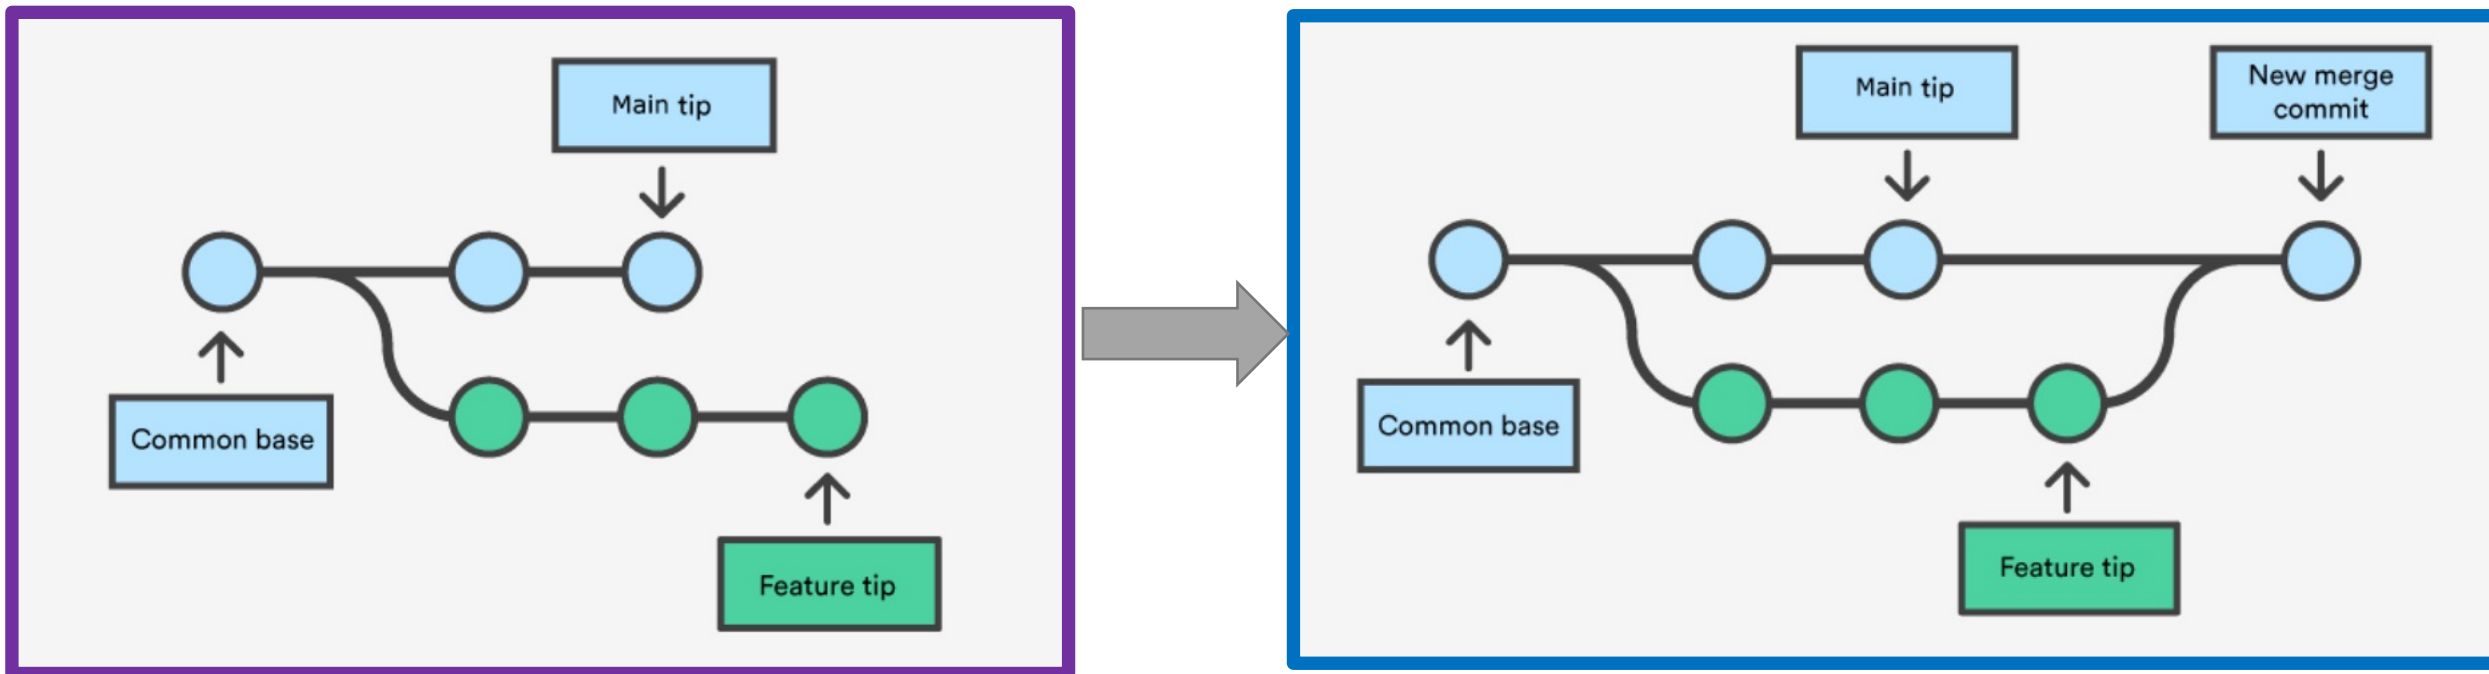 Main tip
Common base
Feature tip
Main tip
New merge
commit
Common base
Feature tip